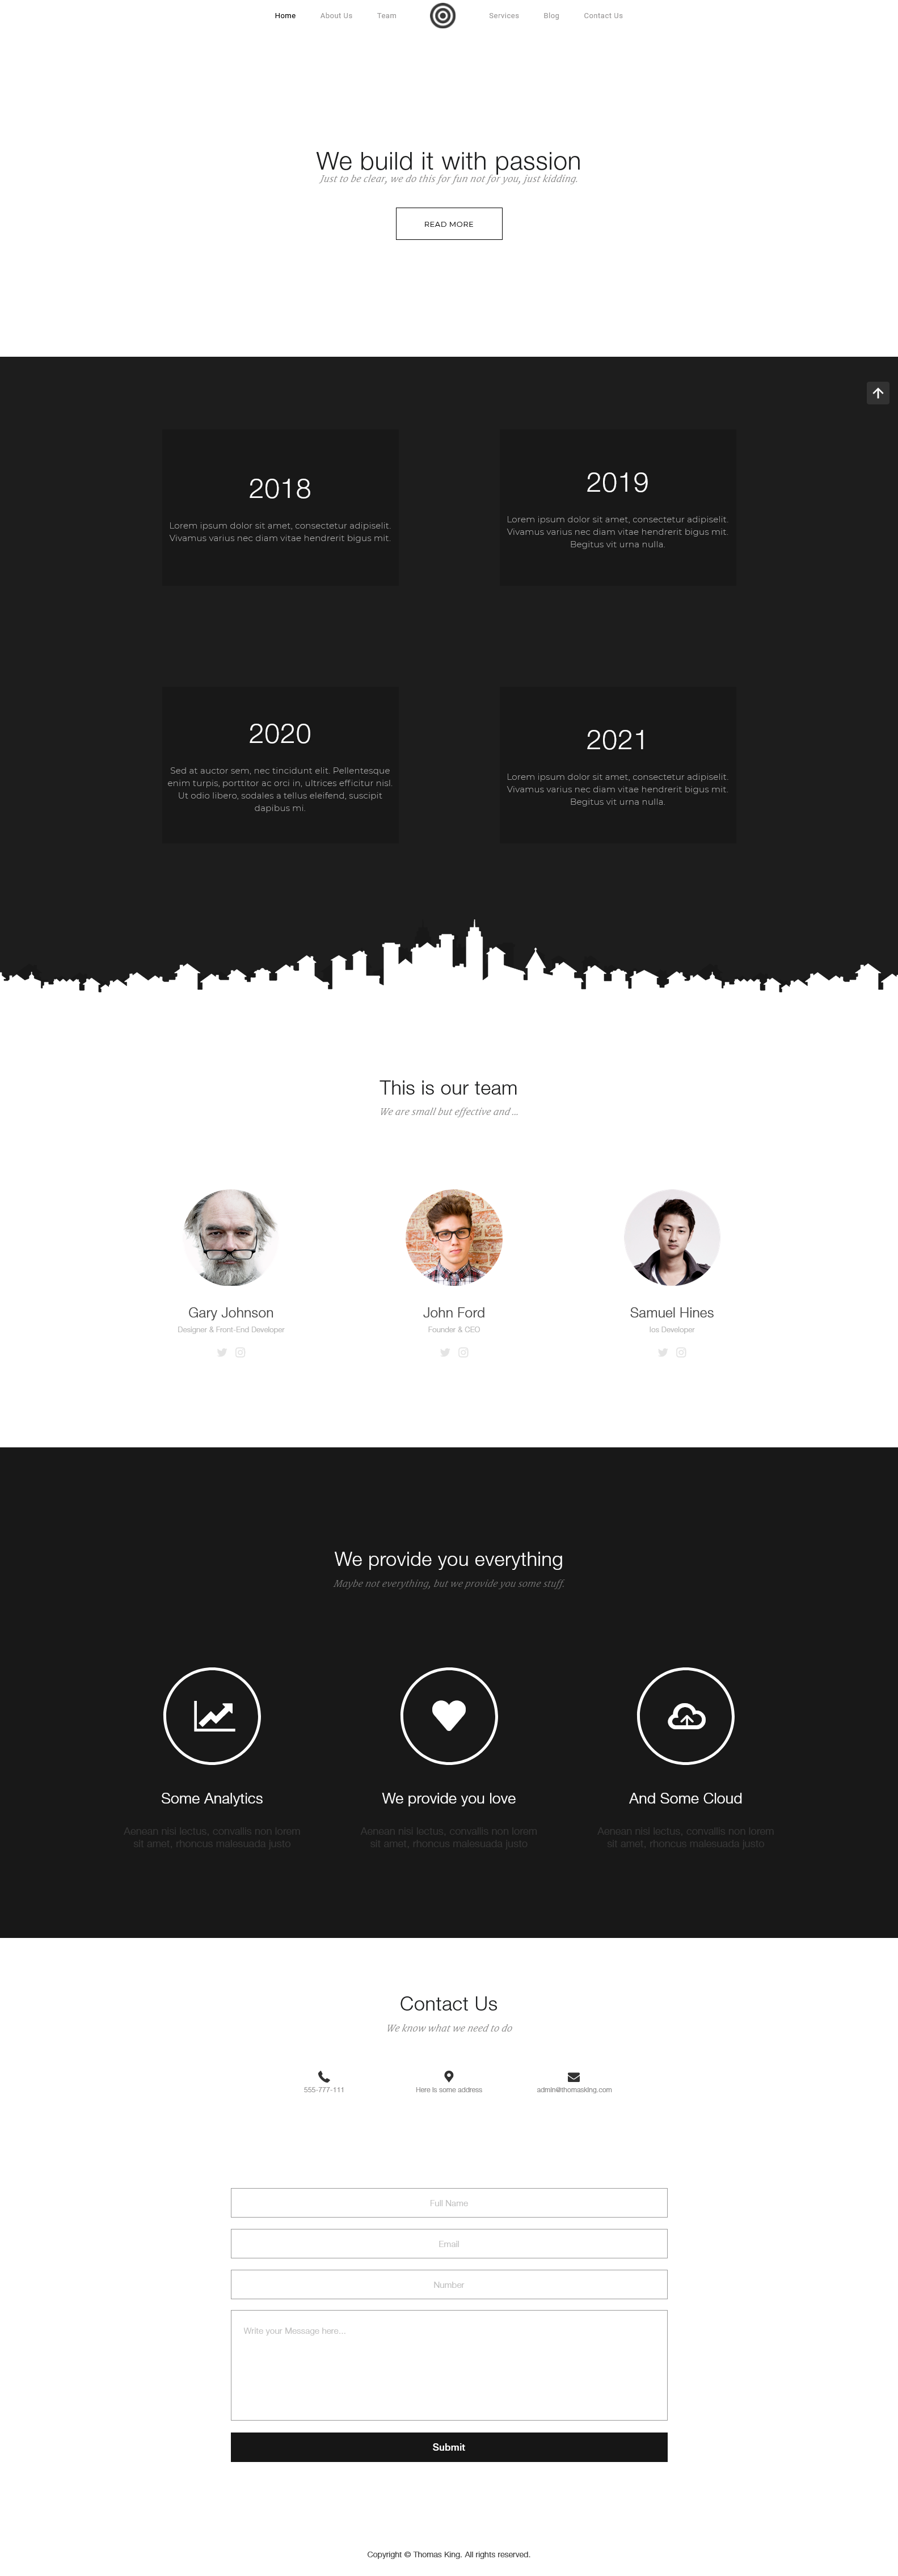 Home About Us Team Services Blog Contact Us
We build it with passion
Just to be clear, we do this for fun not for you, just kidding.
READ MORE
2018
Lorem ipsum dolor sit amet, consectetur adipiselit.
Vivamus varius nec diam vitae hendrerit bigus mit.
2019
Lorem ipsum dolor sit amet, consectetur adipiselit.
Vivamus varius nec diam vitae hendrerit bigus mit.
Begitus vit urna nulla.
2020
Sed at auctor sem, nec tincidunt elit. Pellentesque
enim turpis, porttitor ac orci in, ultrices efficitur nisl.
Ut odio libero, sodales a tellus eleifend, suscipit
dapibus mi.
2021
Lorem ipsum dolor sit amet, consectetur adipiselit.
Vivamus varius nec diam vitae hendrerit bigus mit.
Begitus vit urna nulla.
This is our team
We are small but effective and ...
Gary Johnson
Designer & Front-End Developer
John Ford
Founder & CEO
Samuel Hines
Ios Developer
We provide you everything
Maybe not everything, but we provide you some stuff.
Some Analytics
Aenean nisi lectus, convallis non lorem
sit amet, rhoncus malesuada justo
We provide you love
Aenean nisi lectus, convallis non lorem
sit amet, rhoncus malesuada justo
And Some Cloud
Aenean nisi lectus, convallis non lorem
sit amet, rhoncus malesuada justo
Contact Us
We know what we need to do
555-777-111
Here is some address
admin@thomasking.com
Full Name
Email
Number
Write your Message here...
Submit
Copyright © Thomas King. All rights reserved.